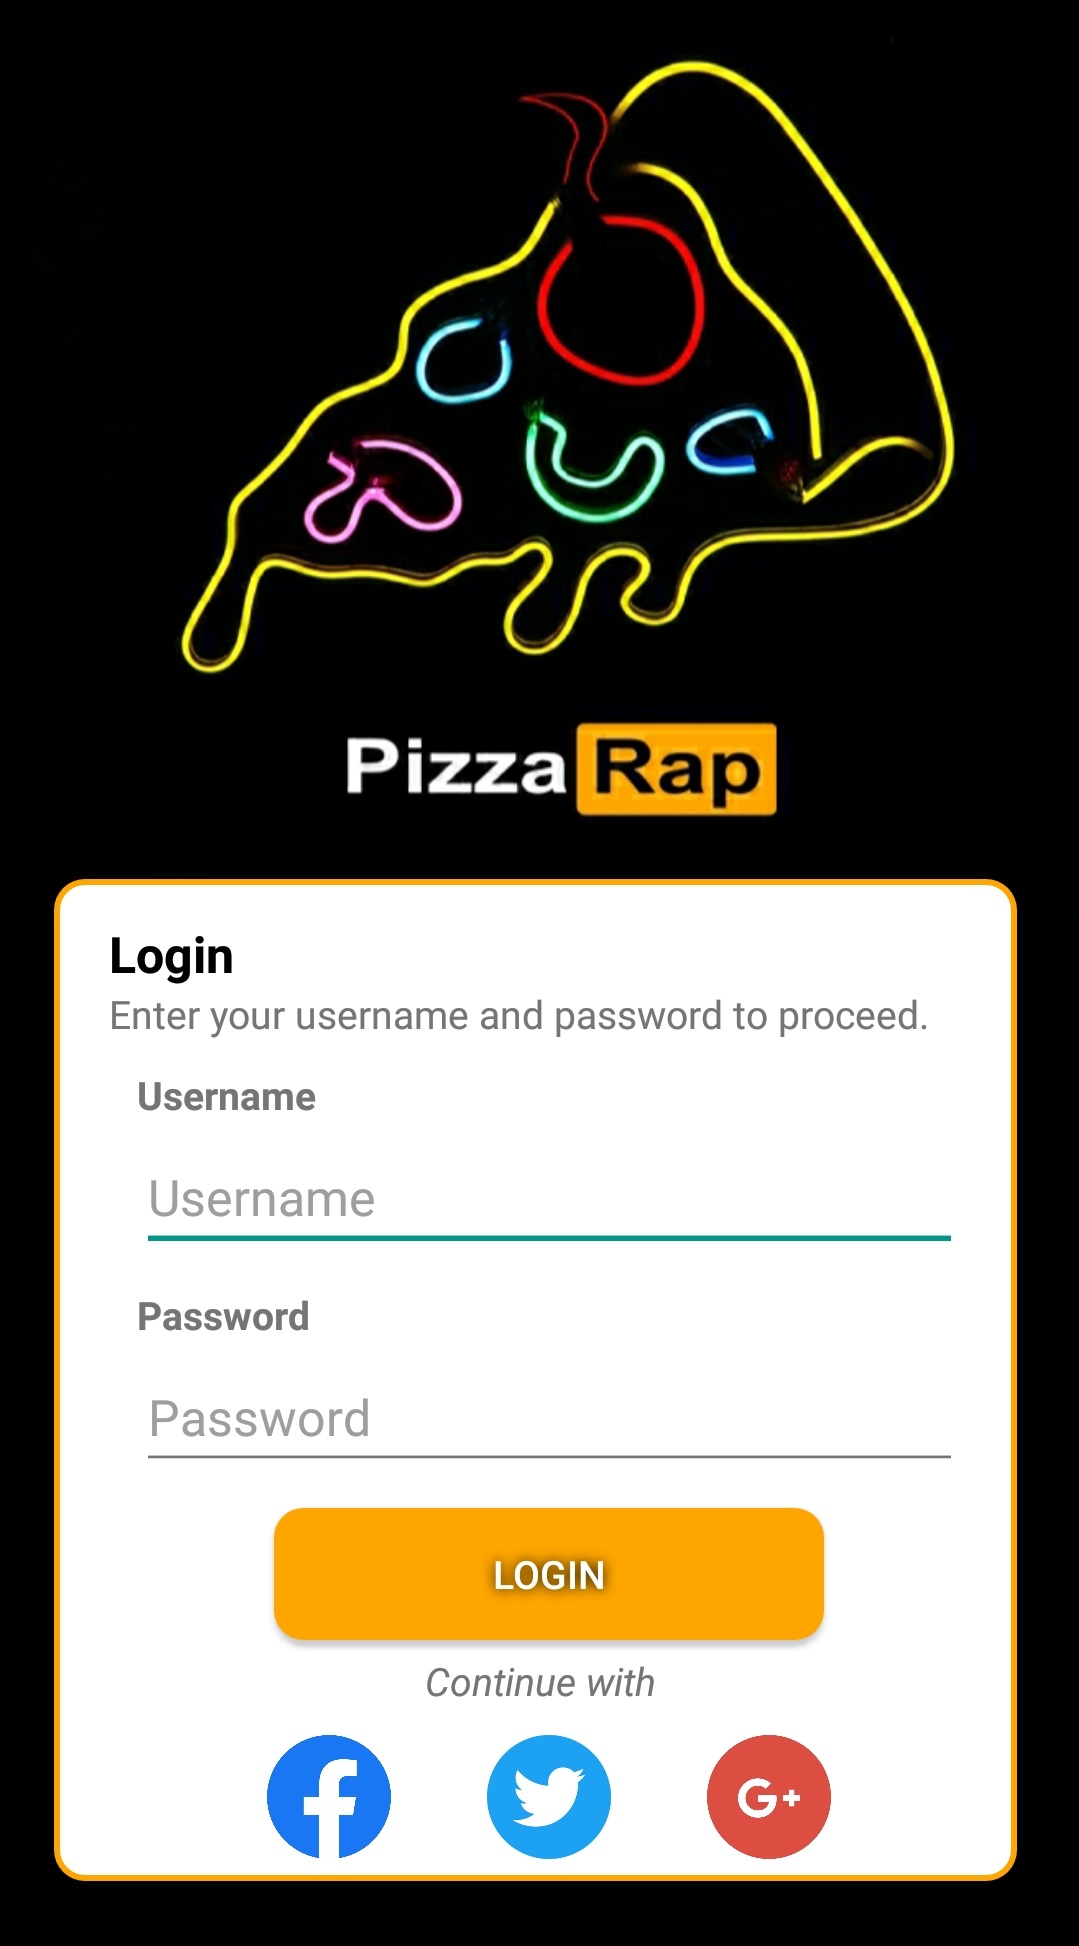 Pizza Rap
Login
Enter your username and password to proceed.
Username
Username
Password
Password
LOGIN
Continue with
f
G+